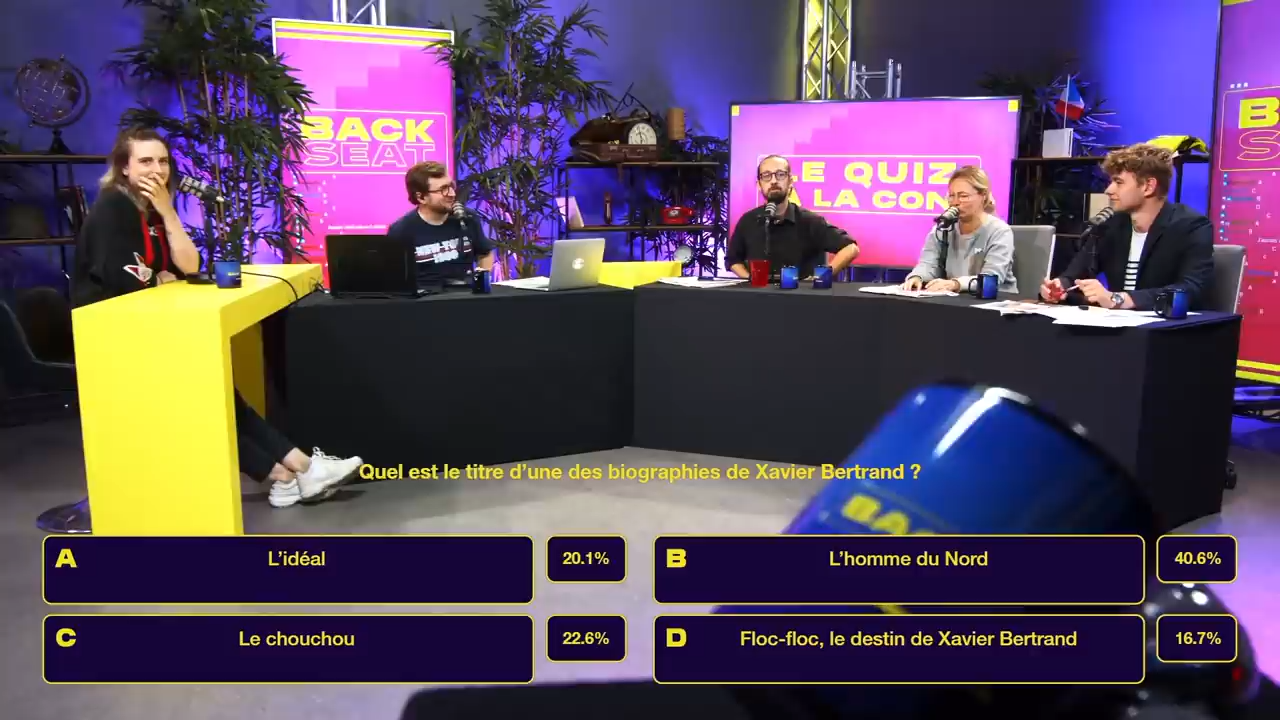 BACK
SEAT
LE QUIZ
À LA CON
Quel est le titre d’une des biographies de Xavier Bertrand ?
A
L’idéal
20.1%
B
L’homme du Nord
40.6%
C
Le chouchou
22.6%
D
Floc-floc, le destin de Xavier Bertrand
16.7%